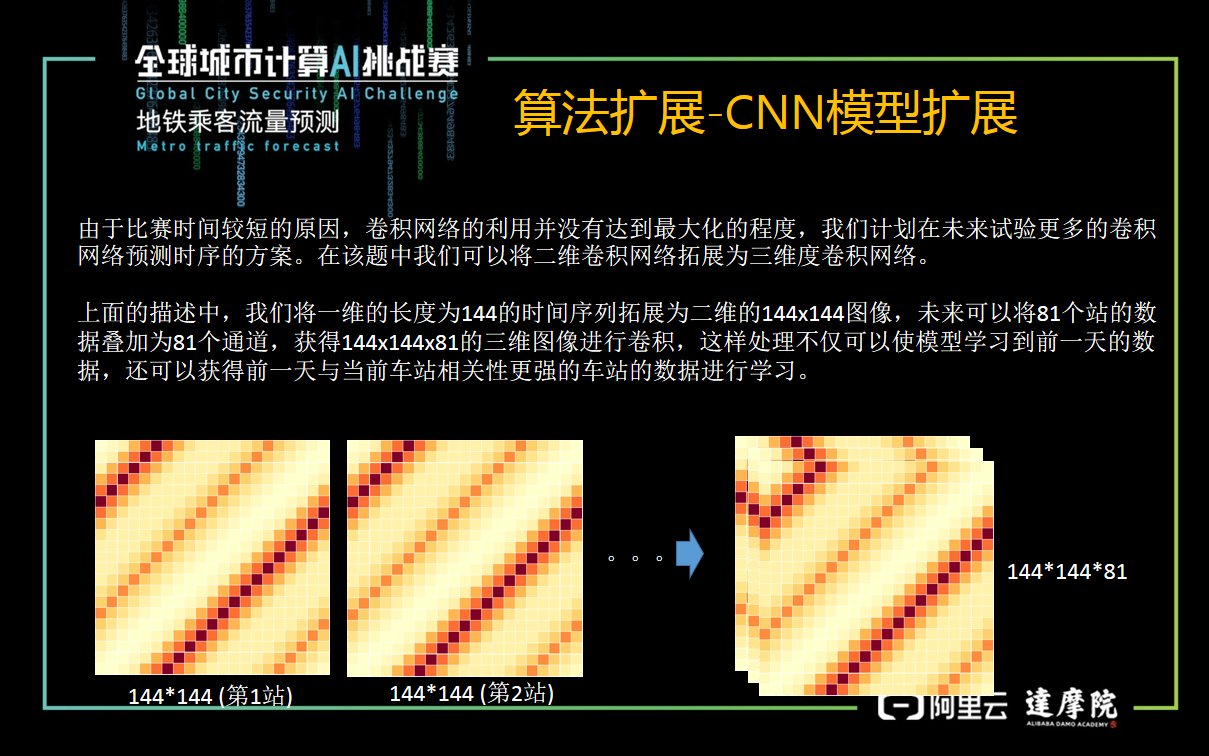 全球城市计算AI挑战赛
Global City Security AI Challenge
地铁乘客流量预测
Metro traffic forecast
算法扩展-CNN模型扩展
由于比赛时间较短的原因，卷积网络的利用并没有达到最大化的程度，我们计划在未来试验更多的卷积
网络预测时序的方案。在该题中我们可以将二维卷积网络拓展为三维度卷积网络。
上面的描述中，我们将一维的长度为144的时间序列拓展为二维的144x144图像，未来可以将81个站的数
据叠加为81个通道，获得144x144x81的三维图像进行卷积，这样处理不仅可以使模型学习到前一天的数
据，还可以获得前一天与当前车站相关性更强的车站的数据进行学习。
。。。
144*144*81
144*144 (第1站)
144*144 (第2站)
阿里云
達摩院
ALIBABA DAMO ACADEMY